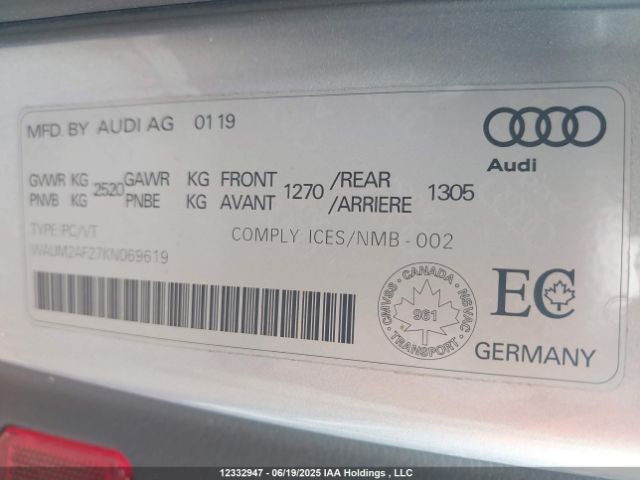 MFD. BY AUDI AG 01 19
Audi
GVWR KG 2520 GAWR KG FRONT 1270 /REAR 1305
PNVB KG PNBE KG AVANT /ARRIERE
TYPE PC/VT
COMPLY ICES/NMB-002
WAUM2AF27KN069619
CMVSS · CANADA · NSVAC
961
TRANSPORT
EC
GERMANY
12332947 - 06/19/2025 IAA Holdings , LLC